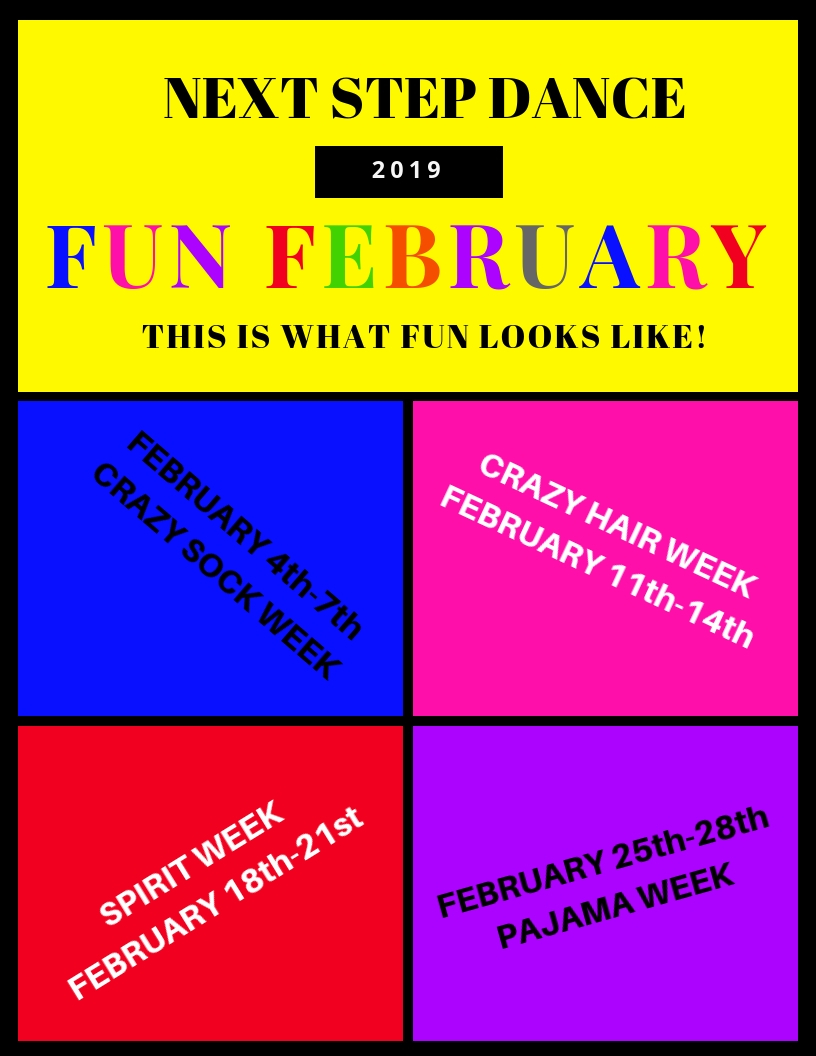 NEXT STEP DANCE
2019
FUN FEBRUARY
THIS IS WHAT FUN LOOKS LIKE!
FEBRUARY 4th-7th
CRAZY SOCK WEEK
CRAZY HAIR WEEK
FEBRUARY 11th-14th
SPIRIT WEEK
FEBRUARY 18th-21st
FEBRUARY 25th-28th
PAJAMA WEEK